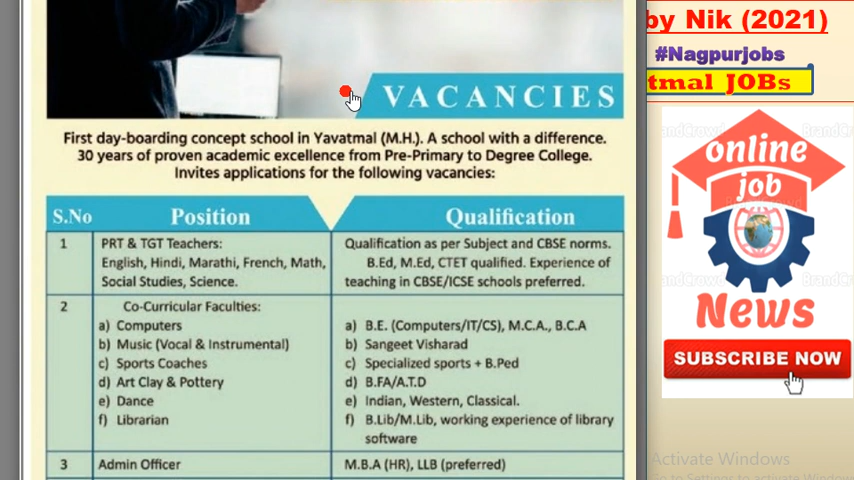 by Nik (2021)
#Nagpurjobs
tmal JOBs
VACANCIES
First day-boarding concept school in Yavatmal (M.H.). A school with a difference.
30 years of proven academic excellence from Pre-Primary to Degree College.
Invites applications for the following vacancies:
S.No Position Qualification
1 PRT & TGT Teachers: Qualification as per Subject and CBSE norms.
English, Hindi, Marathi, French, Math, B.Ed, M.Ed, CTET qualified. Experience of
Social Studies, Science. teaching in CBSE/ICSE schools preferred.
2 Co-Curricular Faculties:
a) Computers a) B.E. (Computers/IT/CS), M.C.A., B.C.A
b) Music (Vocal & Instrumental) b) Sangeet Visharad
c) Sports Coaches c) Specialized sports + B.Ped
d) Art Clay & Pottery d) B.FA/A.T.D
e) Dance e) Indian, Western, Classical.
f) Librarian f) B.Lib/M.Lib, working experience of library
software
3 Admin Officer M.B.A (HR), LLB (preferred)
online
job
News
SUBSCRIBE NOW
Activate Windows